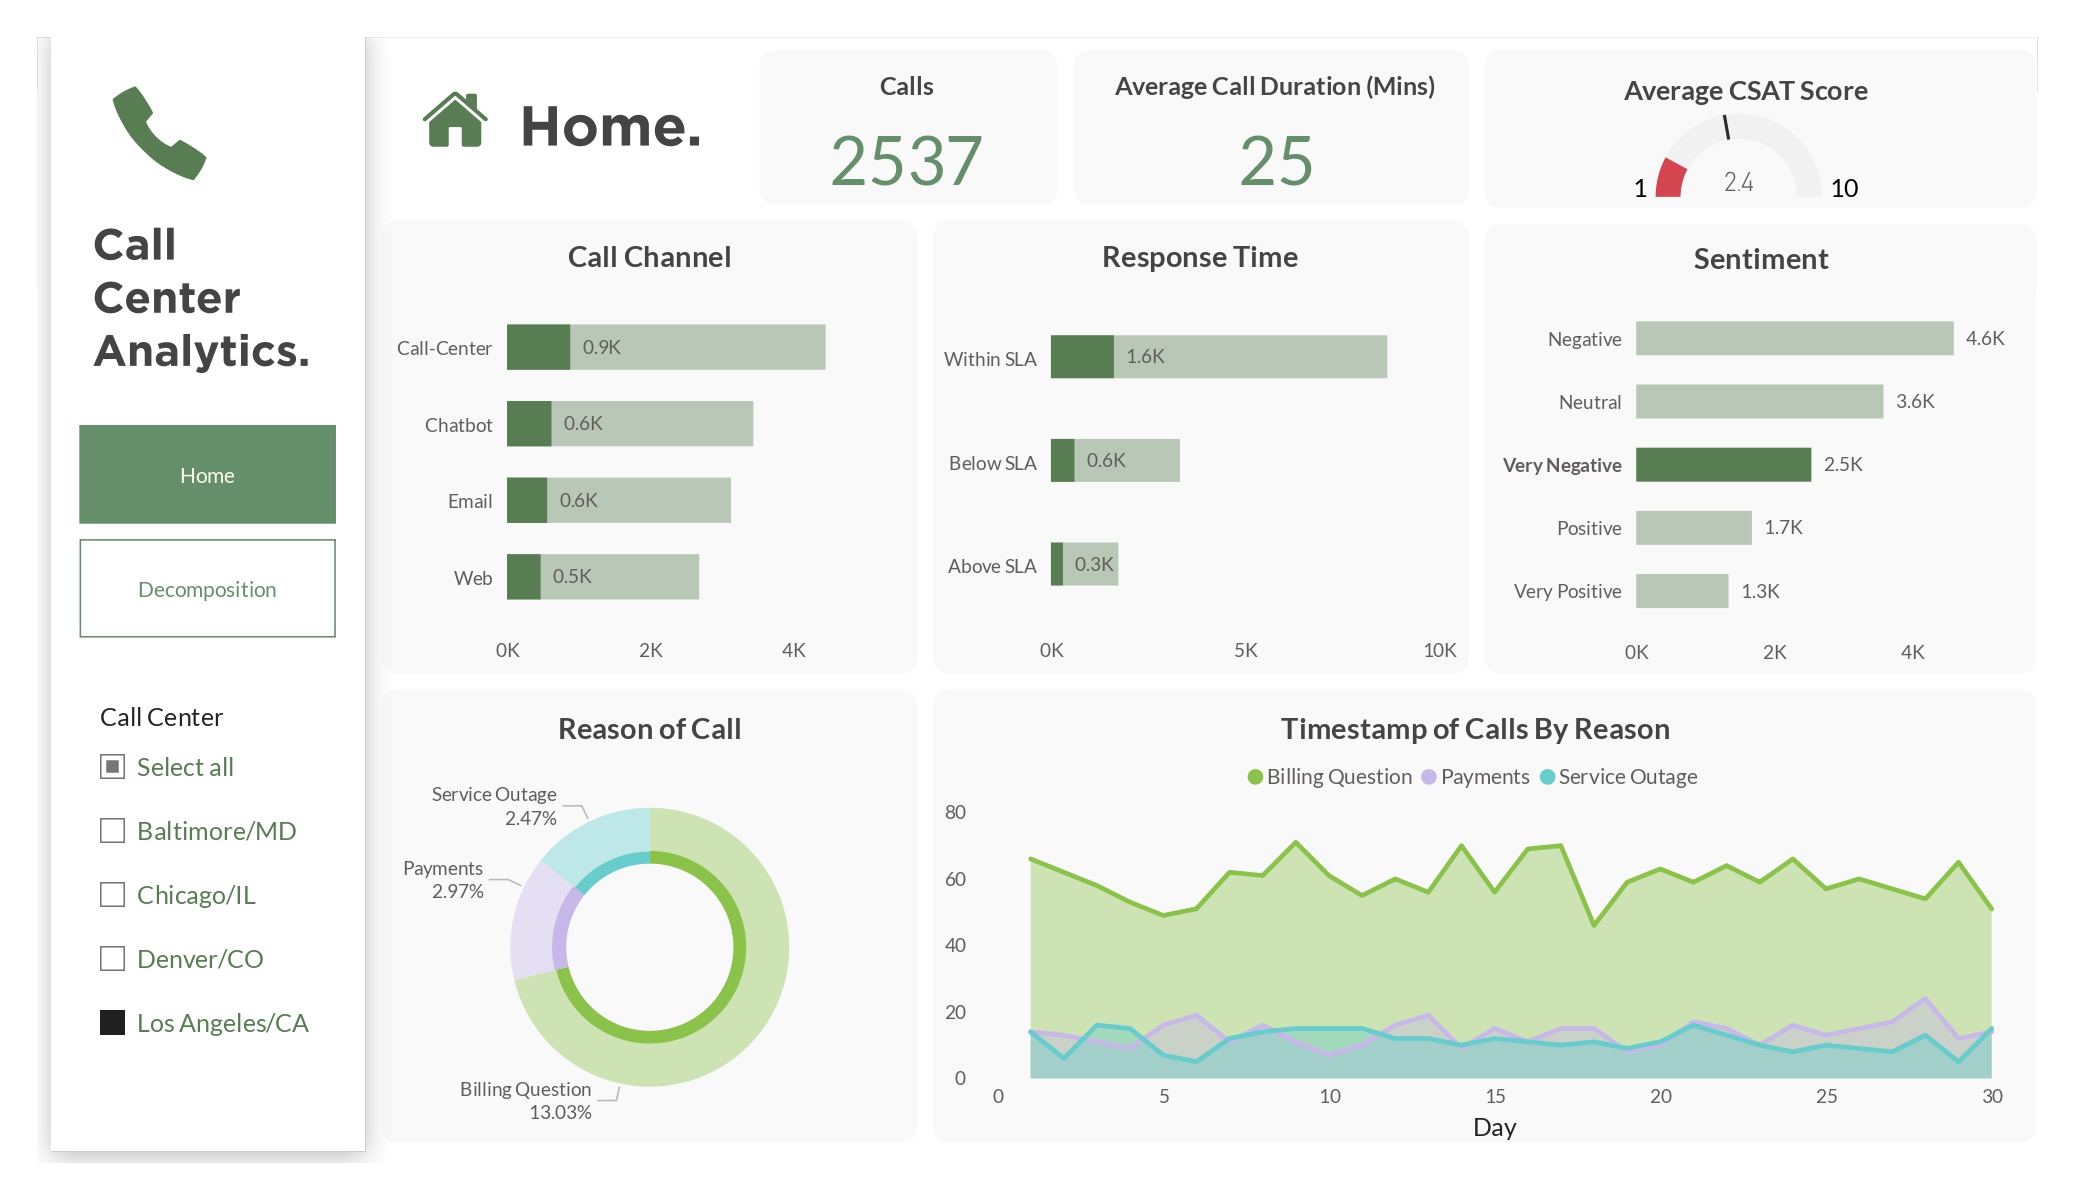 Call
Center
Analytics.
Home
Decomposition
Call Center
Select all
Baltimore/MD
Chicago/IL
Denver/CO
Los Angeles/CA
Home.
Calls
2537
Average Call Duration (Mins)
25
Average CSAT Score
1
2.4
10
Call Channel
Call-Center 0.9K
Chatbot 0.6K
Email 0.6K
Web 0.5K
0K 2K 4K
Response Time
Within SLA 1.6K
Below SLA 0.6K
Above SLA 0.3K
0K 5K 10K
Sentiment
Negative 4.6K
Neutral 3.6K
Very Negative 2.5K
Positive 1.7K
Very Positive 1.3K
0K 2K 4K
Reason of Call
Service Outage
2.47%
Payments
2.97%
Billing Question
13.03%
Timestamp of Calls By Reason
Billing Question Payments Service Outage
80
60
40
20
0
0 5 10 15 20 25 30
Day